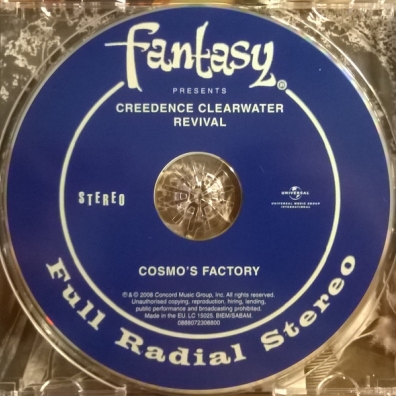 fantasy®
PRESENTS
CREEDENCE CLEARWATER
REVIVAL
STEREO
UNIVERSAL
UNIVERSAL MUSIC GROUP
INTERNATIONAL
COSMO'S FACTORY
℗ & © 2008 Concord Music Group, Inc. All rights reserved.
Unauthorised copying, reproduction, hiring, lending,
public performance and broadcasting prohibited.
Made in the EU. LC 15025. BIEM/SABAM.
0888072308800
Full Radial Stereo